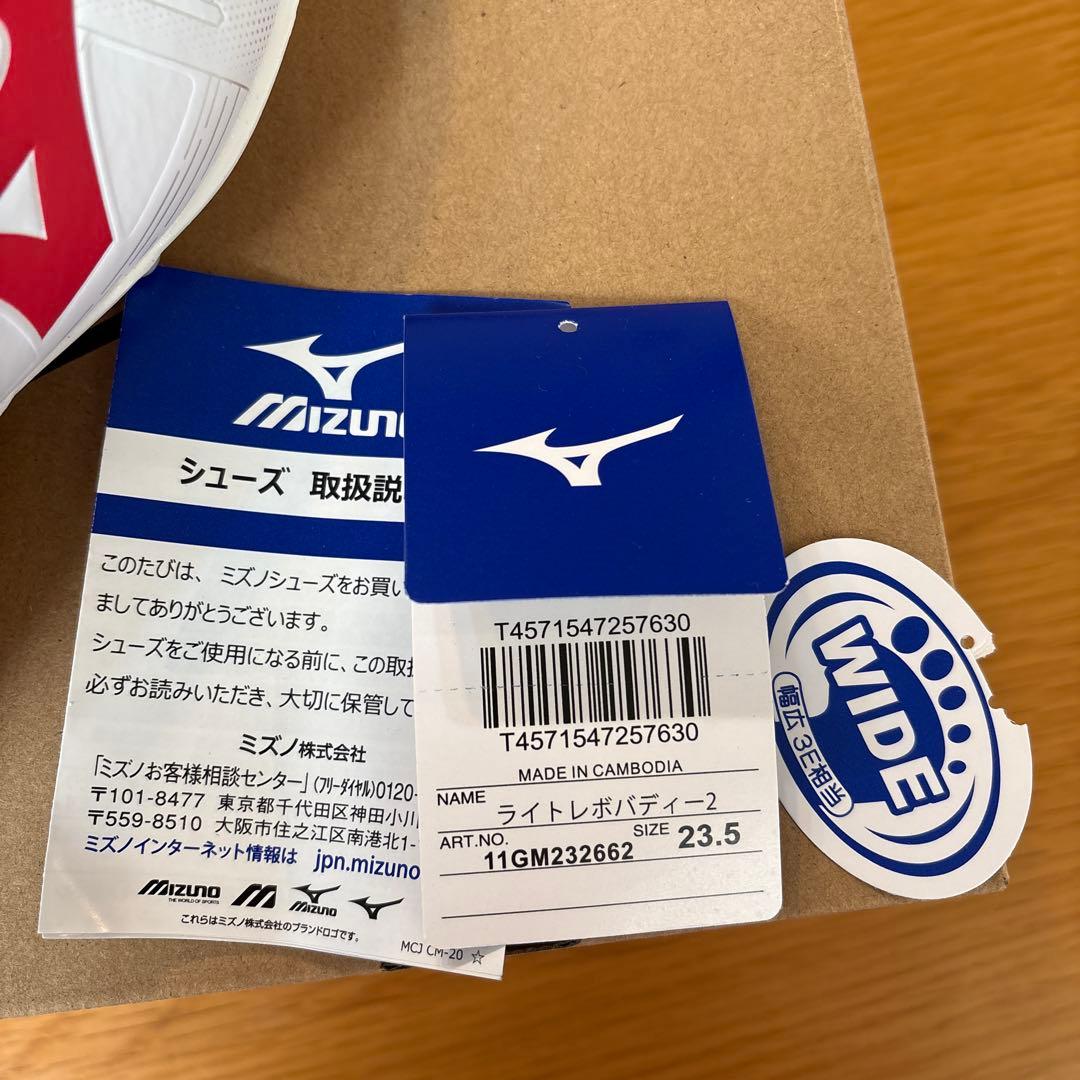 MIZUNO
シューズ 取扱説
このたびは、ミズノシューズをお買い
ましてありがとうございます。
シューズをご使用になる前に、この取扱
必ずお読みいただき、大切に保管して
ミズノ株式会社
「ミズノお客様相談センター」(フリーダイヤル)0120-
〒101-8477 東京都千代田区神田小川
〒559-8510 大阪市住之江区南港北1-
ミズノインターネット情報は jpn.mizuno
MIZUNO
THE WORLD OF SPORTS
MIZUNO
これらはミズノ株式会社のブランドロゴです。
MCJ CM-20 ☆
T4571547257630
T4571547257630
MADE IN CAMBODIA
NAME ライトレボバディー2
ART.NO. 11GM232662 SIZE 23.5
WIDE
幅広 3E相当